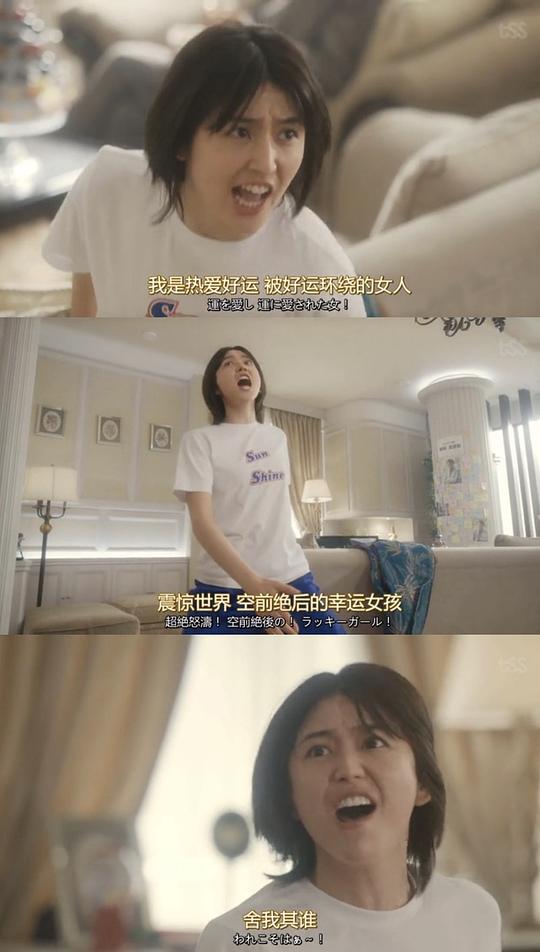 tSS
我是热爱好运 被好运环绕的女人
運を愛し 運に愛された女！
tSS
Sun
Shine
震惊世界 空前绝后的幸运女孩
超絶怒濤！ 空前絶後の！ ラッキーガール！
tSS
舍我其谁
われこそはぁ～！